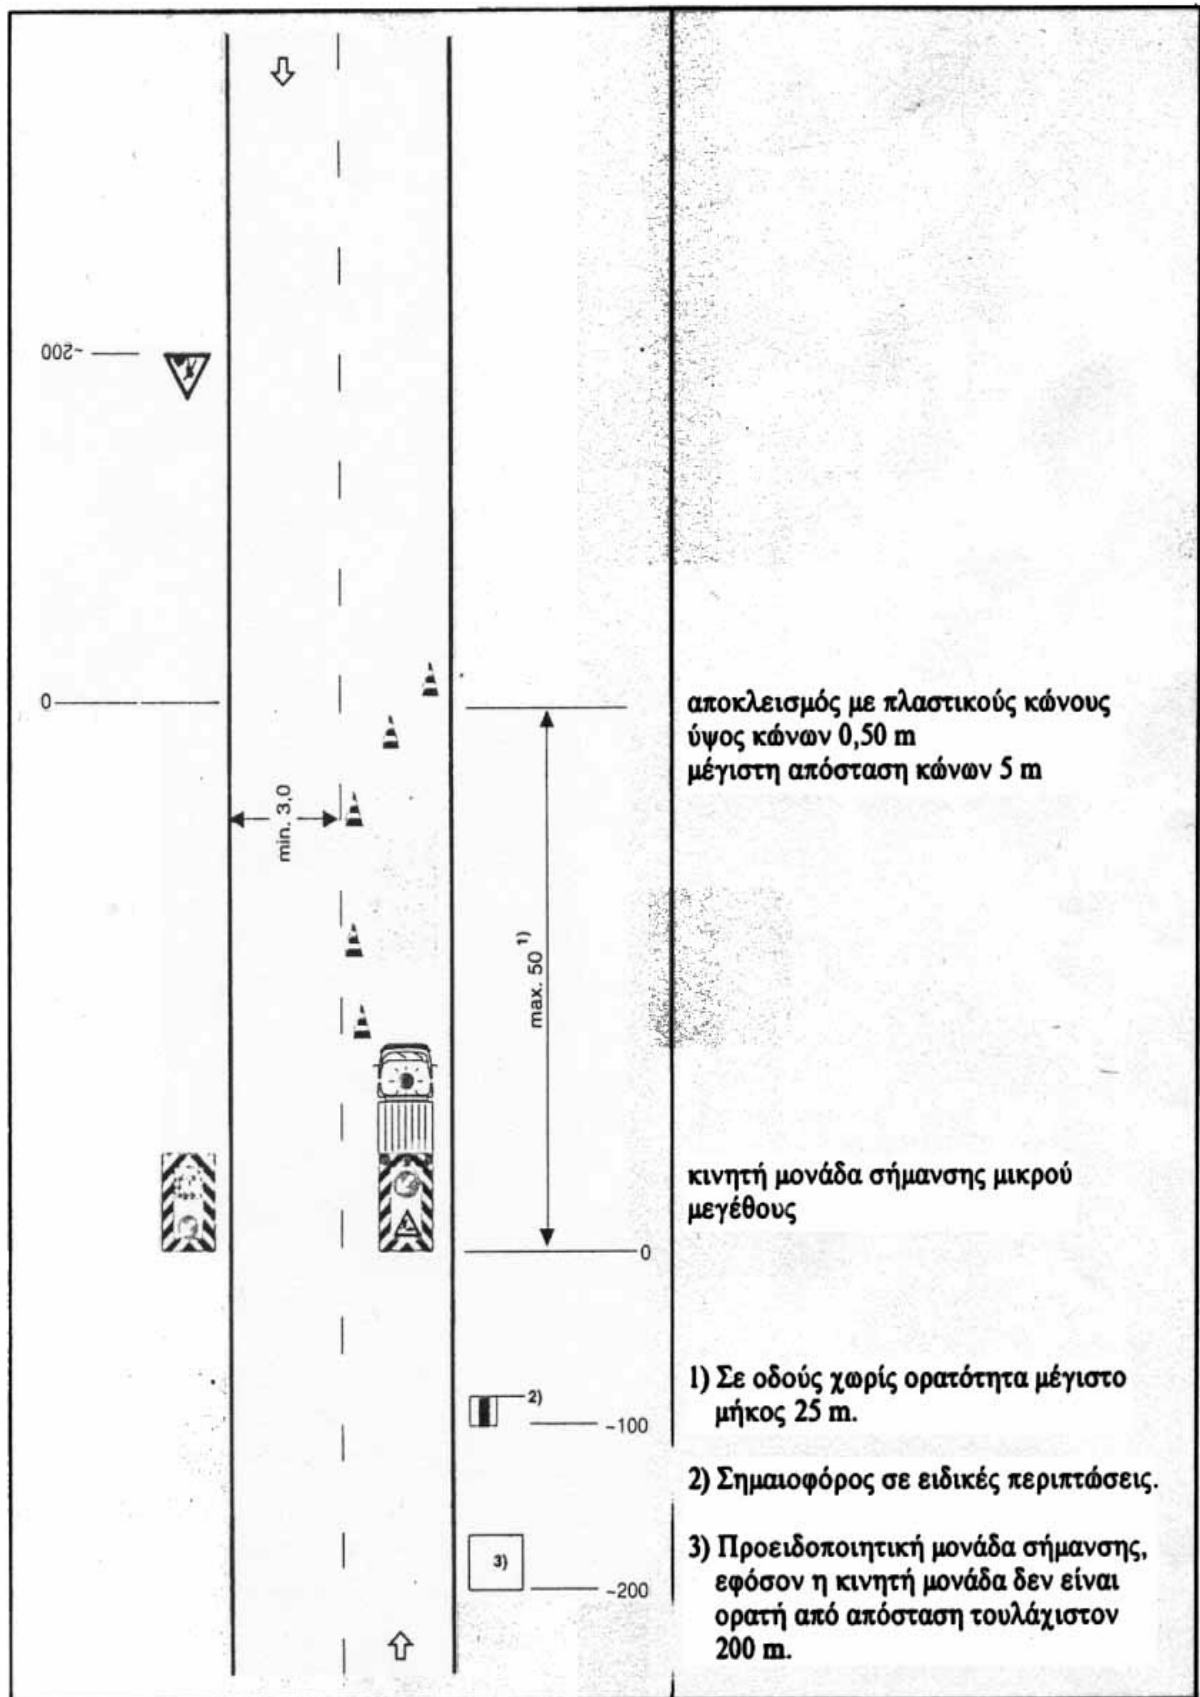 ~200
0
αποκλεισμός με πλαστικούς κώνους
ύψος κώνων 0,50 m
μέγιστη απόσταση κώνων 5 m
min. 3,0
max. 50 1)
κινητή μονάδα σήμανσης μικρού
μεγέθους
0
1) Σε οδούς χωρίς ορατότητα μέγιστο
μήκος 25 m.
2)
~100
2) Σημαιοφόρος σε ειδικές περιπτώσεις.
3)
~200
3) Προειδοποιητική μονάδα σήμανσης,
εφόσον η κινητή μονάδα δεν είναι
ορατή από απόσταση τουλάχιστον
200 m.